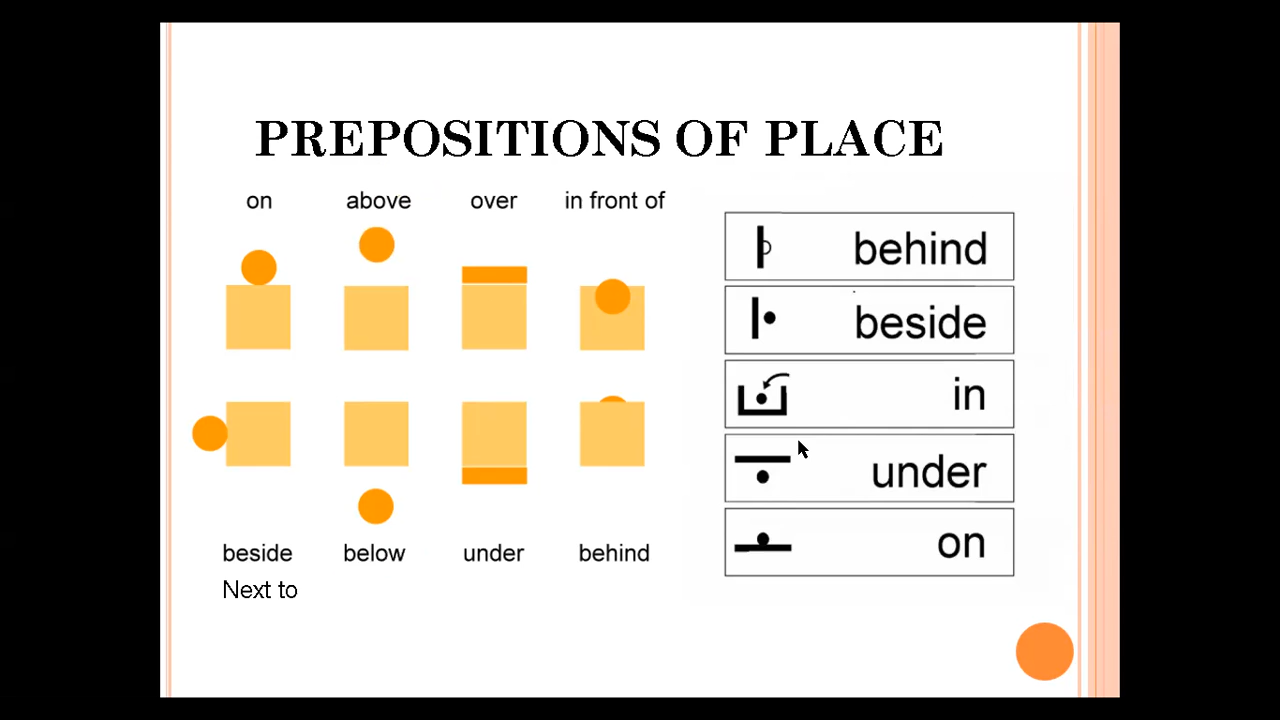 PREPOSITIONS OF PLACE
on above over in front of
beside below under behind
Next to
behind
beside
in
under
on